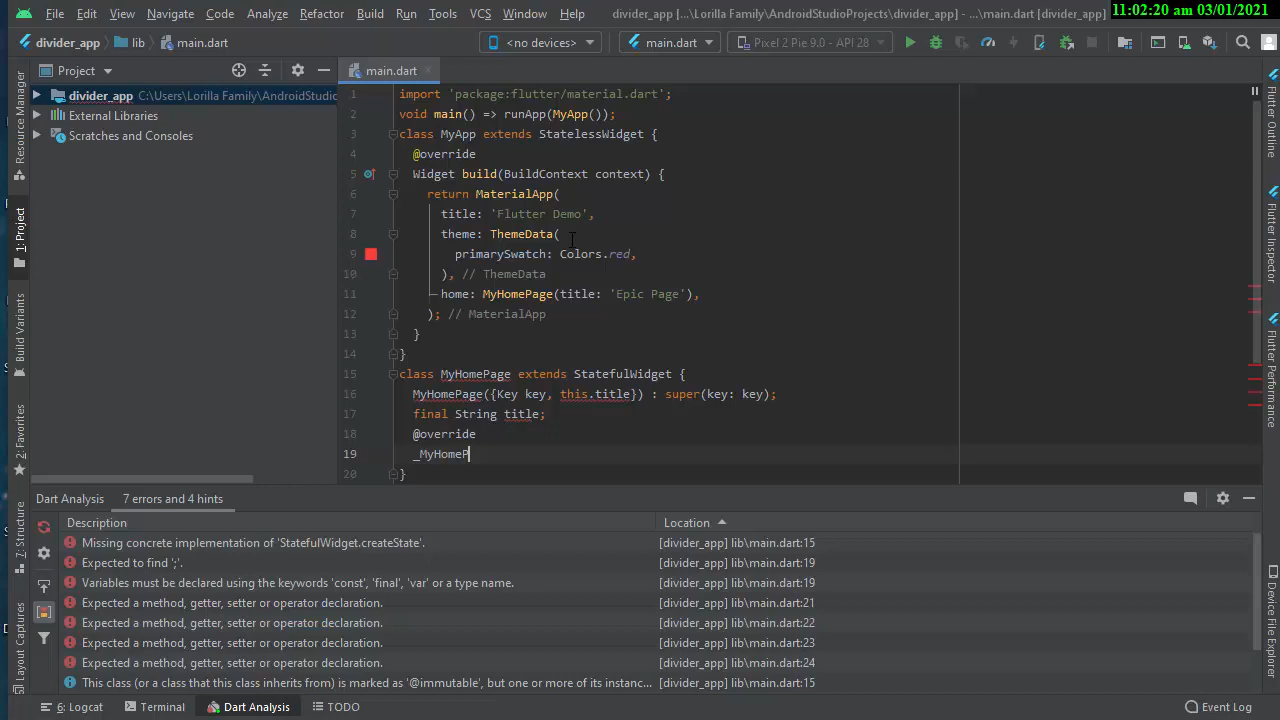 File Edit View Navigate Code Analyze Refactor Build Run Tools VCS Window Help divider_app [...\Lorilla Family\AndroidStudioProjects\divider_app] - ...\main.dart [divider_app] 11:02:20 am 03/01/2021
divider_app lib main.dart <no devices> main.dart Pixel 2 Pie 9.0 - API 28
Project main.dart
divider_app C:\Users\Lorilla Family\AndroidStudio
External Libraries
Scratches and Consoles
1 import 'package:flutter/material.dart';
2 void main() => runApp(MyApp());
3 class MyApp extends StatelessWidget {
4 @override
5 Widget build(BuildContext context) {
6 return MaterialApp(
7 title: 'Flutter Demo',
8 theme: ThemeData(
9 primarySwatch: Colors.red,
10 ), // ThemeData
11 home: MyHomePage(title: 'Epic Page'),
12 ); // MaterialApp
13 }
14 }
15 class MyHomePage extends StatefulWidget {
16 MyHomePage({Key key, this.title}) : super(key: key);
17 final String title;
18 @override
19 _MyHomeP
20 }
Resource Manager
1: Project
Build Variants
2: Favorites
7: Structure
Layout Captures
Flutter Outline
Flutter Inspector
Flutter Performance
Device File Explorer
Dart Analysis 7 errors and 4 hints
Description Location
Missing concrete implementation of 'StatefulWidget.createState'. [divider_app] lib\main.dart:15
Expected to find ';'. [divider_app] lib\main.dart:19
Variables must be declared using the keywords 'const', 'final', 'var' or a type name. [divider_app] lib\main.dart:19
Expected a method, getter, setter or operator declaration. [divider_app] lib\main.dart:21
Expected a method, getter, setter or operator declaration. [divider_app] lib\main.dart:22
Expected a method, getter, setter or operator declaration. [divider_app] lib\main.dart:23
Expected a method, getter, setter or operator declaration. [divider_app] lib\main.dart:24
This class (or a class that this class inherits from) is marked as '@immutable', but one or more of its instanc... [divider_app] lib\main.dart:15
6: Logcat Terminal Dart Analysis TODO Event Log